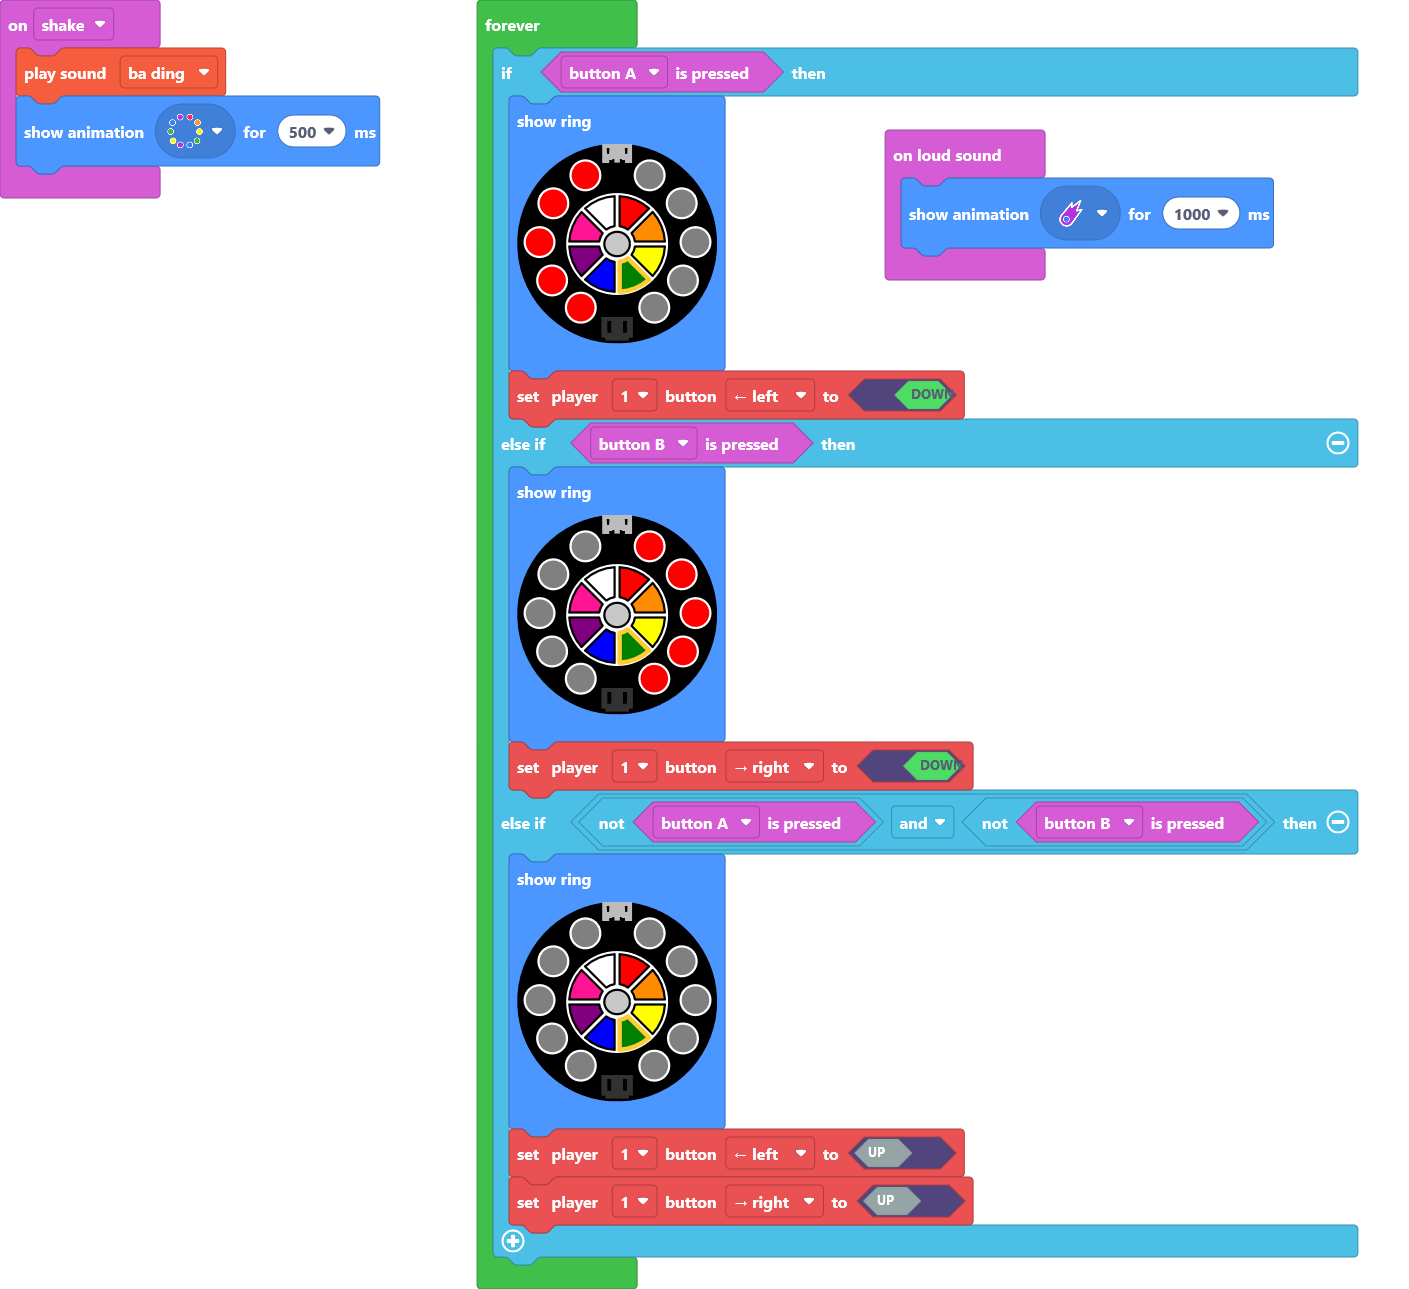 on shake
play sound ba ding
show animation for 500 ms
forever
if button A is pressed then
show ring
on loud sound
show animation for 1000 ms
set player 1 button ←left to DOWN
else if button B is pressed then
show ring
set player 1 button →right to DOWN
else if not button A is pressed and not button B is pressed then
show ring
set player 1 button ←left to UP
set player 1 button →right to UP